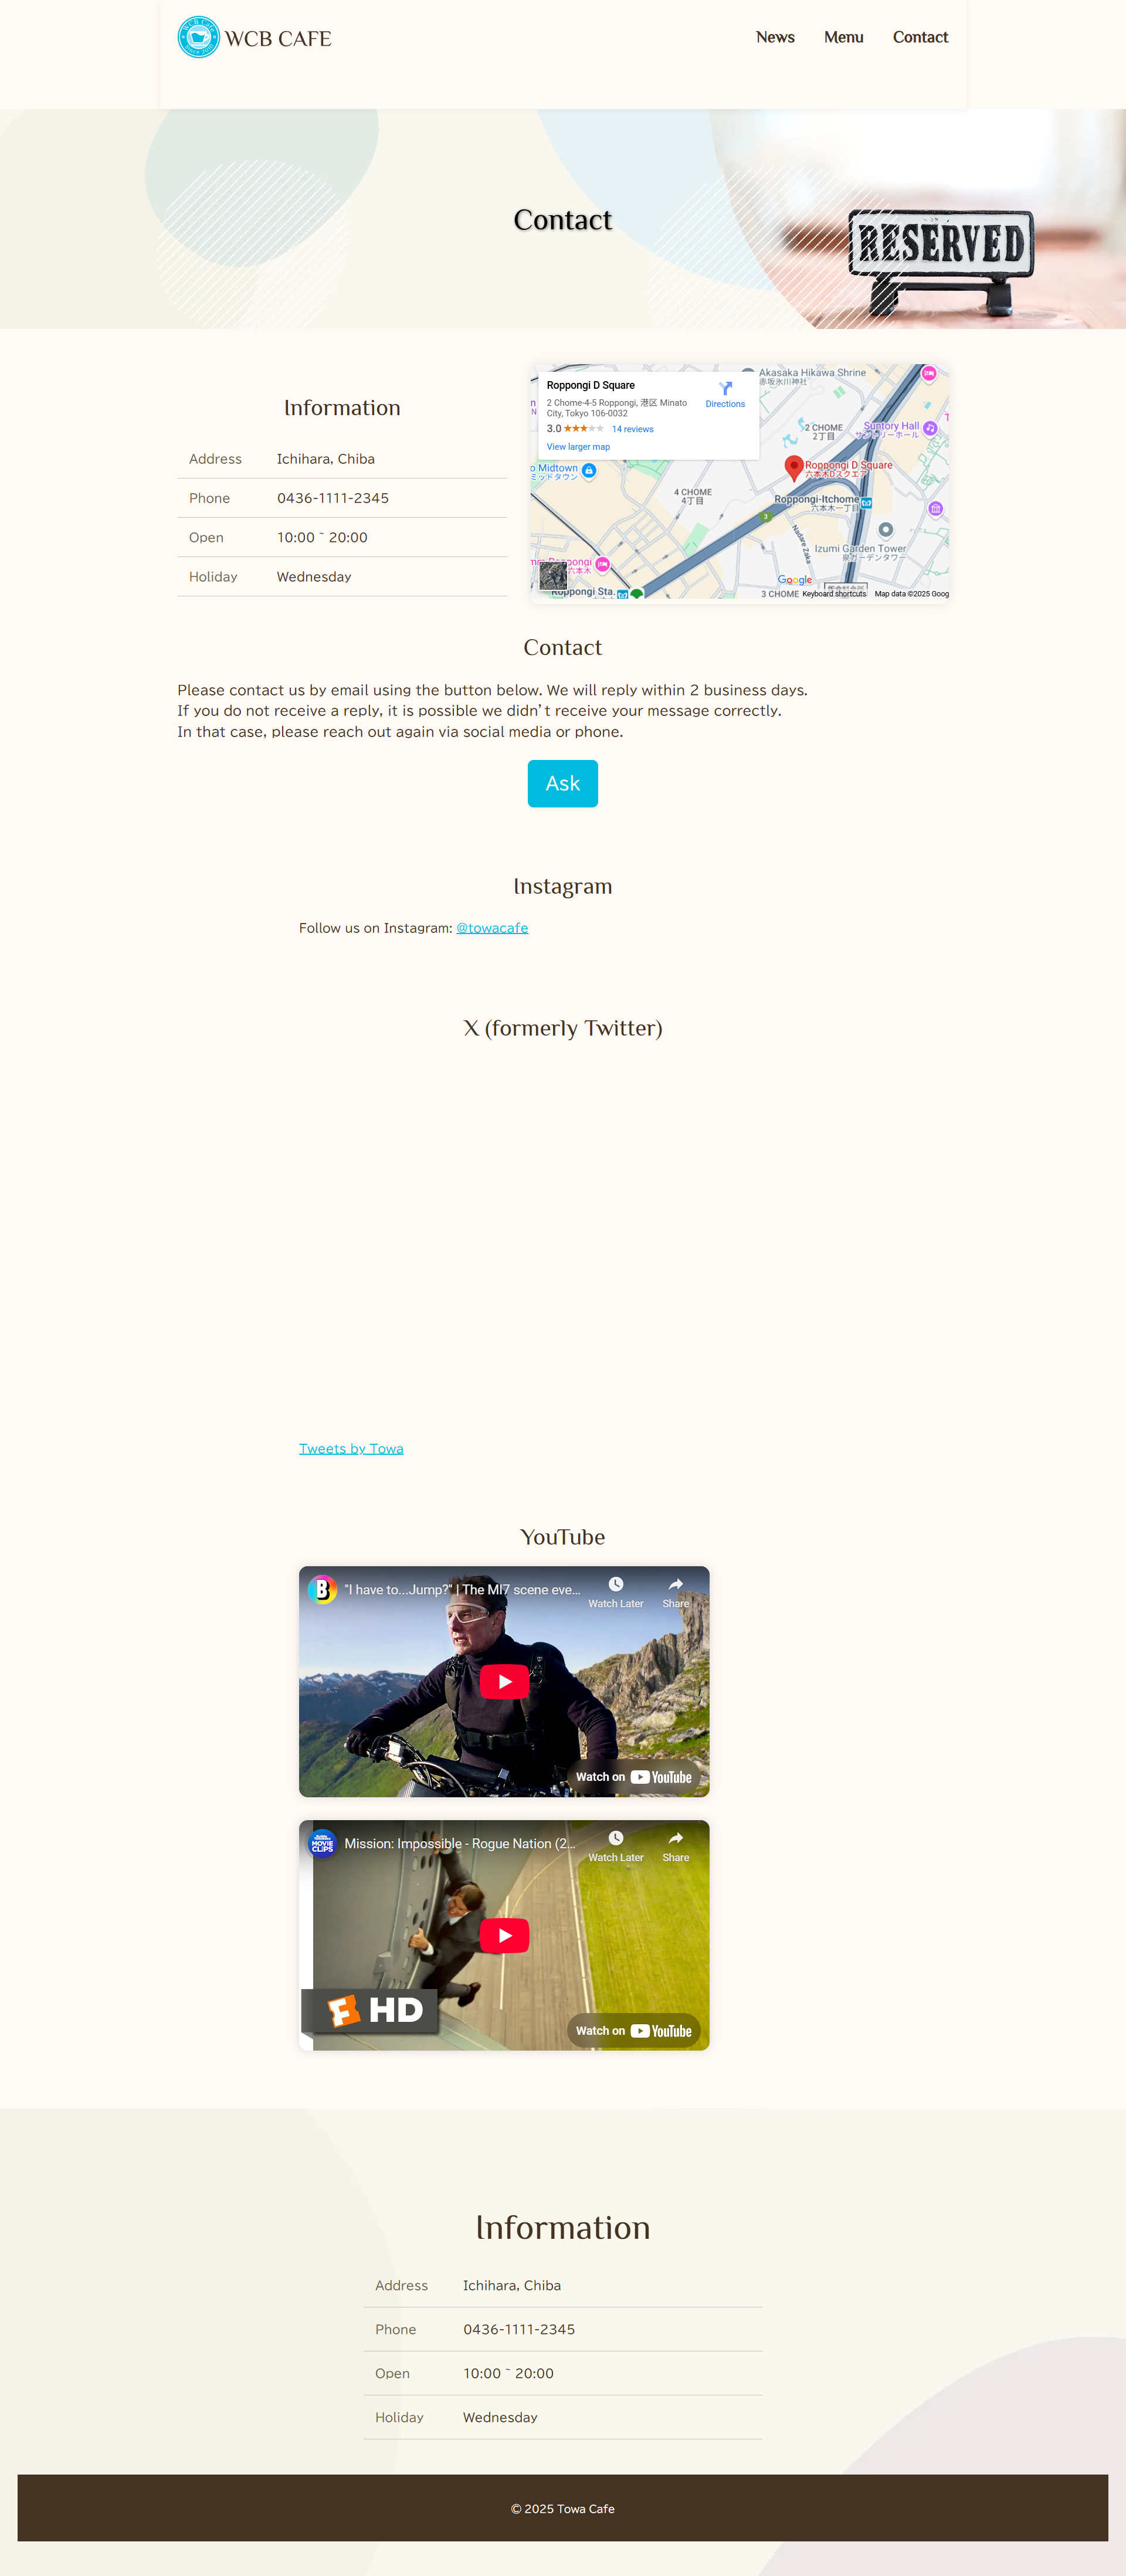 WCB CAFE
News
Menu
Contact
Contact
RESERVED
Information
Address Ichihara, Chiba
Phone 0436-1111-2345
Open 10:00 ~ 20:00
Holiday Wednesday
Roppongi D Square
2 Chome-4-5 Roppongi, 港区 Minato
City, Tokyo 106-0032
3.0
14 reviews
View larger map
Directions
Akasaka Hikawa Shrine
赤坂氷川神社
2 CHOME
2丁目
Suntory Hall
サントリーホール
Roppongi D Square
六本木Dスクエア
Midtown
ミッドタウン
4 CHOME
4丁目
Roppongi-Itchome
六本木一丁目
3
Nadare Zaka
Izumi Garden Tower
泉ガーデンタワー
Roppongi
六本木
Roppongi Sta.
Google
3 CHOME
Keyboard shortcuts
Map data ©2025 Goog
Contact
Please contact us by email using the button below. We will reply within 2 business days.
If you do not receive a reply, it is possible we didn’t receive your message correctly.
In that case, please reach out again via social media or phone.
Ask
Instagram
Follow us on Instagram: @towacafe
X (formerly Twitter)
Tweets by Towa
YouTube
"I have to...Jump?" | The MI7 scene eve...
Watch Later
Share
Watch on YouTube
MOVIECLIPS
Mission: Impossible - Rogue Nation (2...
Watch Later
Share
HD
Watch on YouTube
Information
Address Ichihara, Chiba
Phone 0436-1111-2345
Open 10:00 ~ 20:00
Holiday Wednesday
© 2025 Towa Cafe